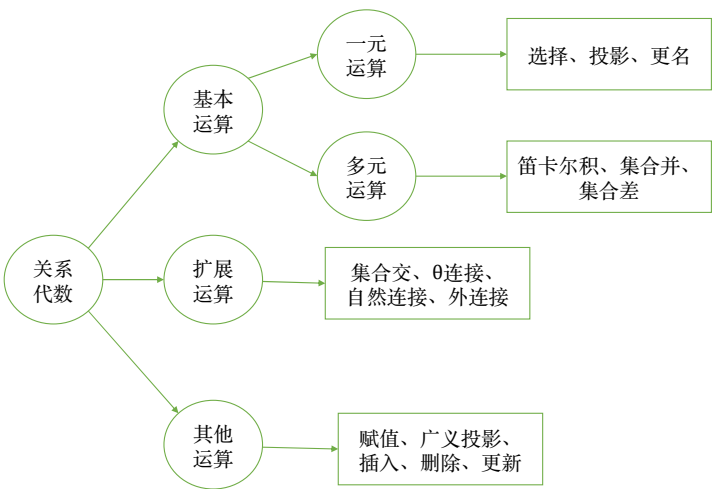 一元
运算
选择、投影、更名
基本
运算
多元
运算
笛卡尔积、集合并、
集合差
关系
代数
扩展
运算
集合交、θ连接、
自然连接、外连接
其他
运算
赋值、广义投影、
插入、删除、更新